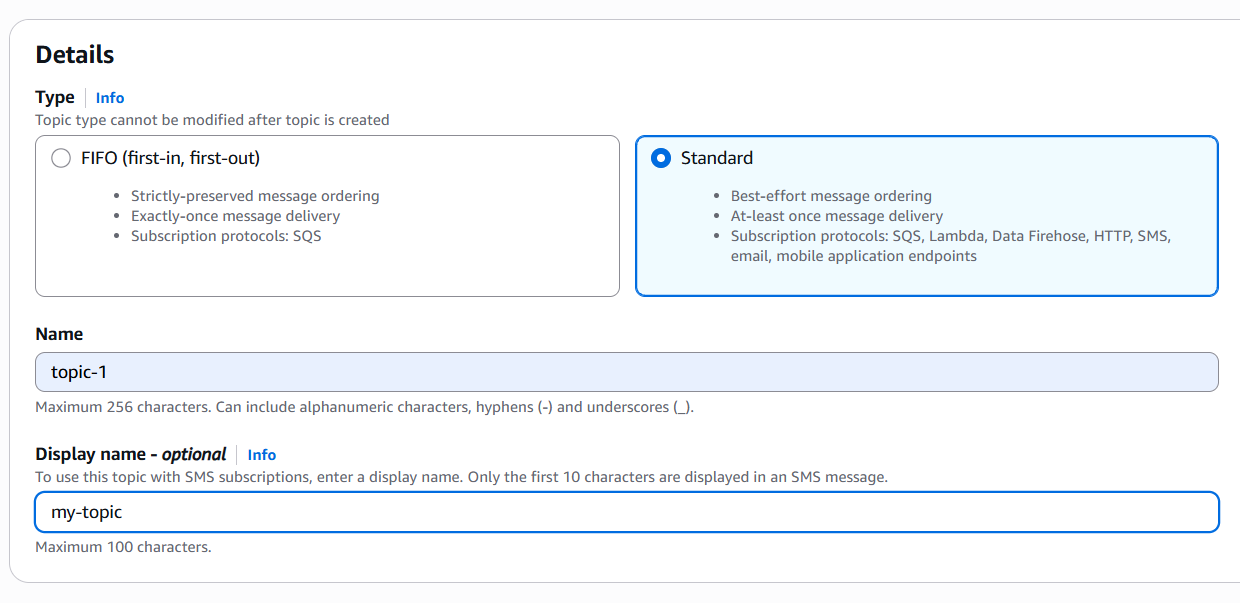 Details
Type Info
Topic type cannot be modified after topic is created
FIFO (first-in, first-out)
• Strictly-preserved message ordering
• Exactly-once message delivery
• Subscription protocols: SQS
Standard
• Best-effort message ordering
• At-least once message delivery
• Subscription protocols: SQS, Lambda, Data Firehose, HTTP, SMS,
email, mobile application endpoints
Name
topic-1
Maximum 256 characters. Can include alphanumeric characters, hyphens (-) and underscores (_).
Display name - optional Info
To use this topic with SMS subscriptions, enter a display name. Only the first 10 characters are displayed in an SMS message.
my-topic
Maximum 100 characters.